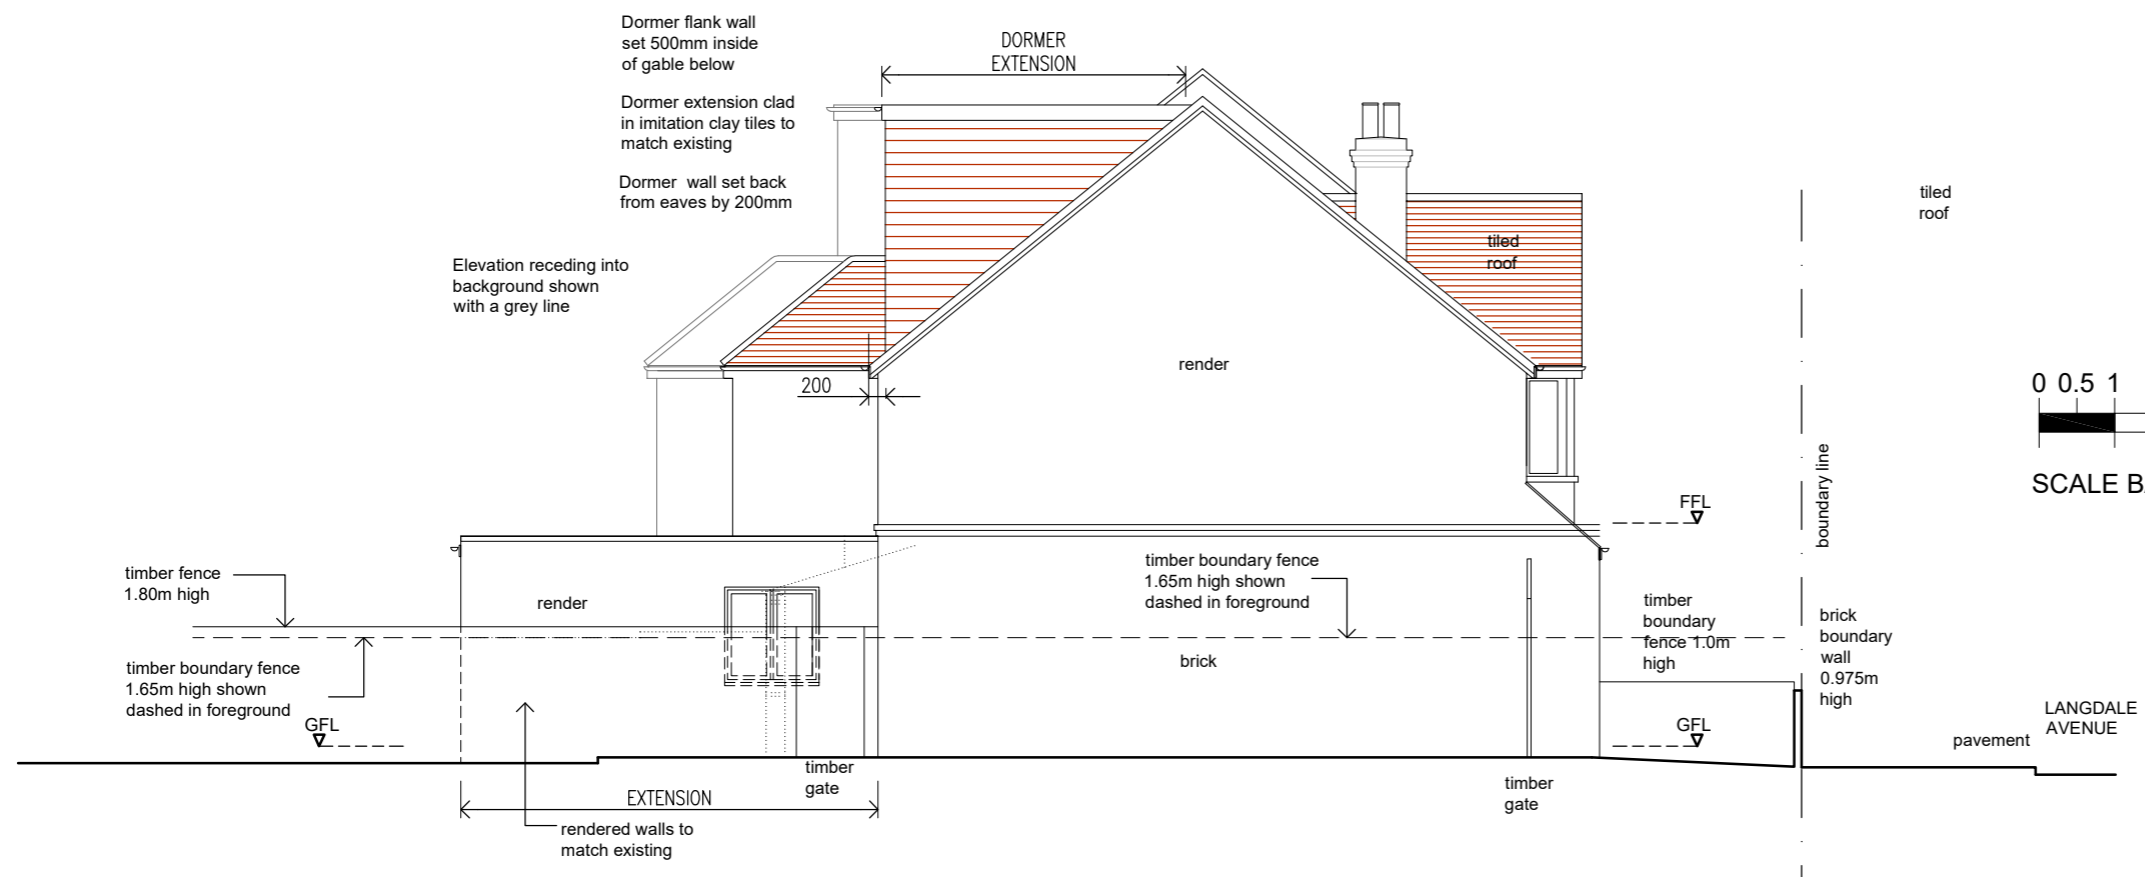 Dormer flank wall
set 500mm inside
of gable below
Dormer extension clad
in imitation clay tiles to
match existing
Dormer wall set back
from eaves by 200mm
Elevation receding into
background shown
with a grey line
DORMER
EXTENSION
tiled
roof
tiled
roof
render
200
0 0.5 1
SCALE
boundary line
FFL
timber fence
1.80m high
render
timber boundary fence
1.65m high shown
dashed in foreground
timber
boundary
fence 1.0m
high
brick
boundary
wall
0.975m
high
timber boundary fence
1.65m high shown
dashed in foreground
brick
GFL
GFL
LANGDALE
AVENUE
pavement
timber
gate
timber
gate
EXTENSION
rendered walls to
match existing